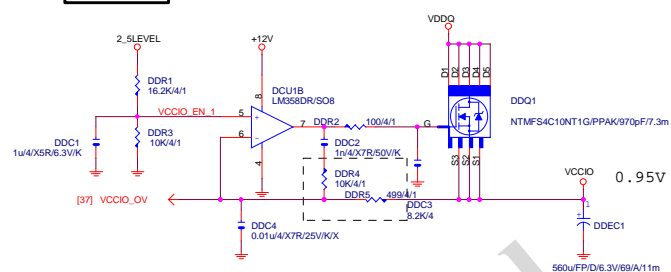 VDDQ
2_5LEVEL
+12V
D1
D2
D3
D4
D5
DDR1
16.2K/4/1
DCU1B
LM358DR/SO8
8
VCCIO_EN_1
5
+
6
-
7
DDR2
100/4/1
G
DDQ1
NTMFS4C10NT1G/PPAK/970pF/7.3m
S3
S2
S1
DDC1
1u/4/X5R/6.3V/K
DDR3
10K/4/1
4
DDC2
1n/4/X7R/50V/K
DDR4
10K/4/1
DDR5
499/4/1
DDC3
8.2K/4
[37] VCCIO_OV
DDC4
0.01u/4/X7R/25V/K/X
VCCIO
0.95V
1
+
DDEC1
560u/FP/D/6.3V/69/A/11m